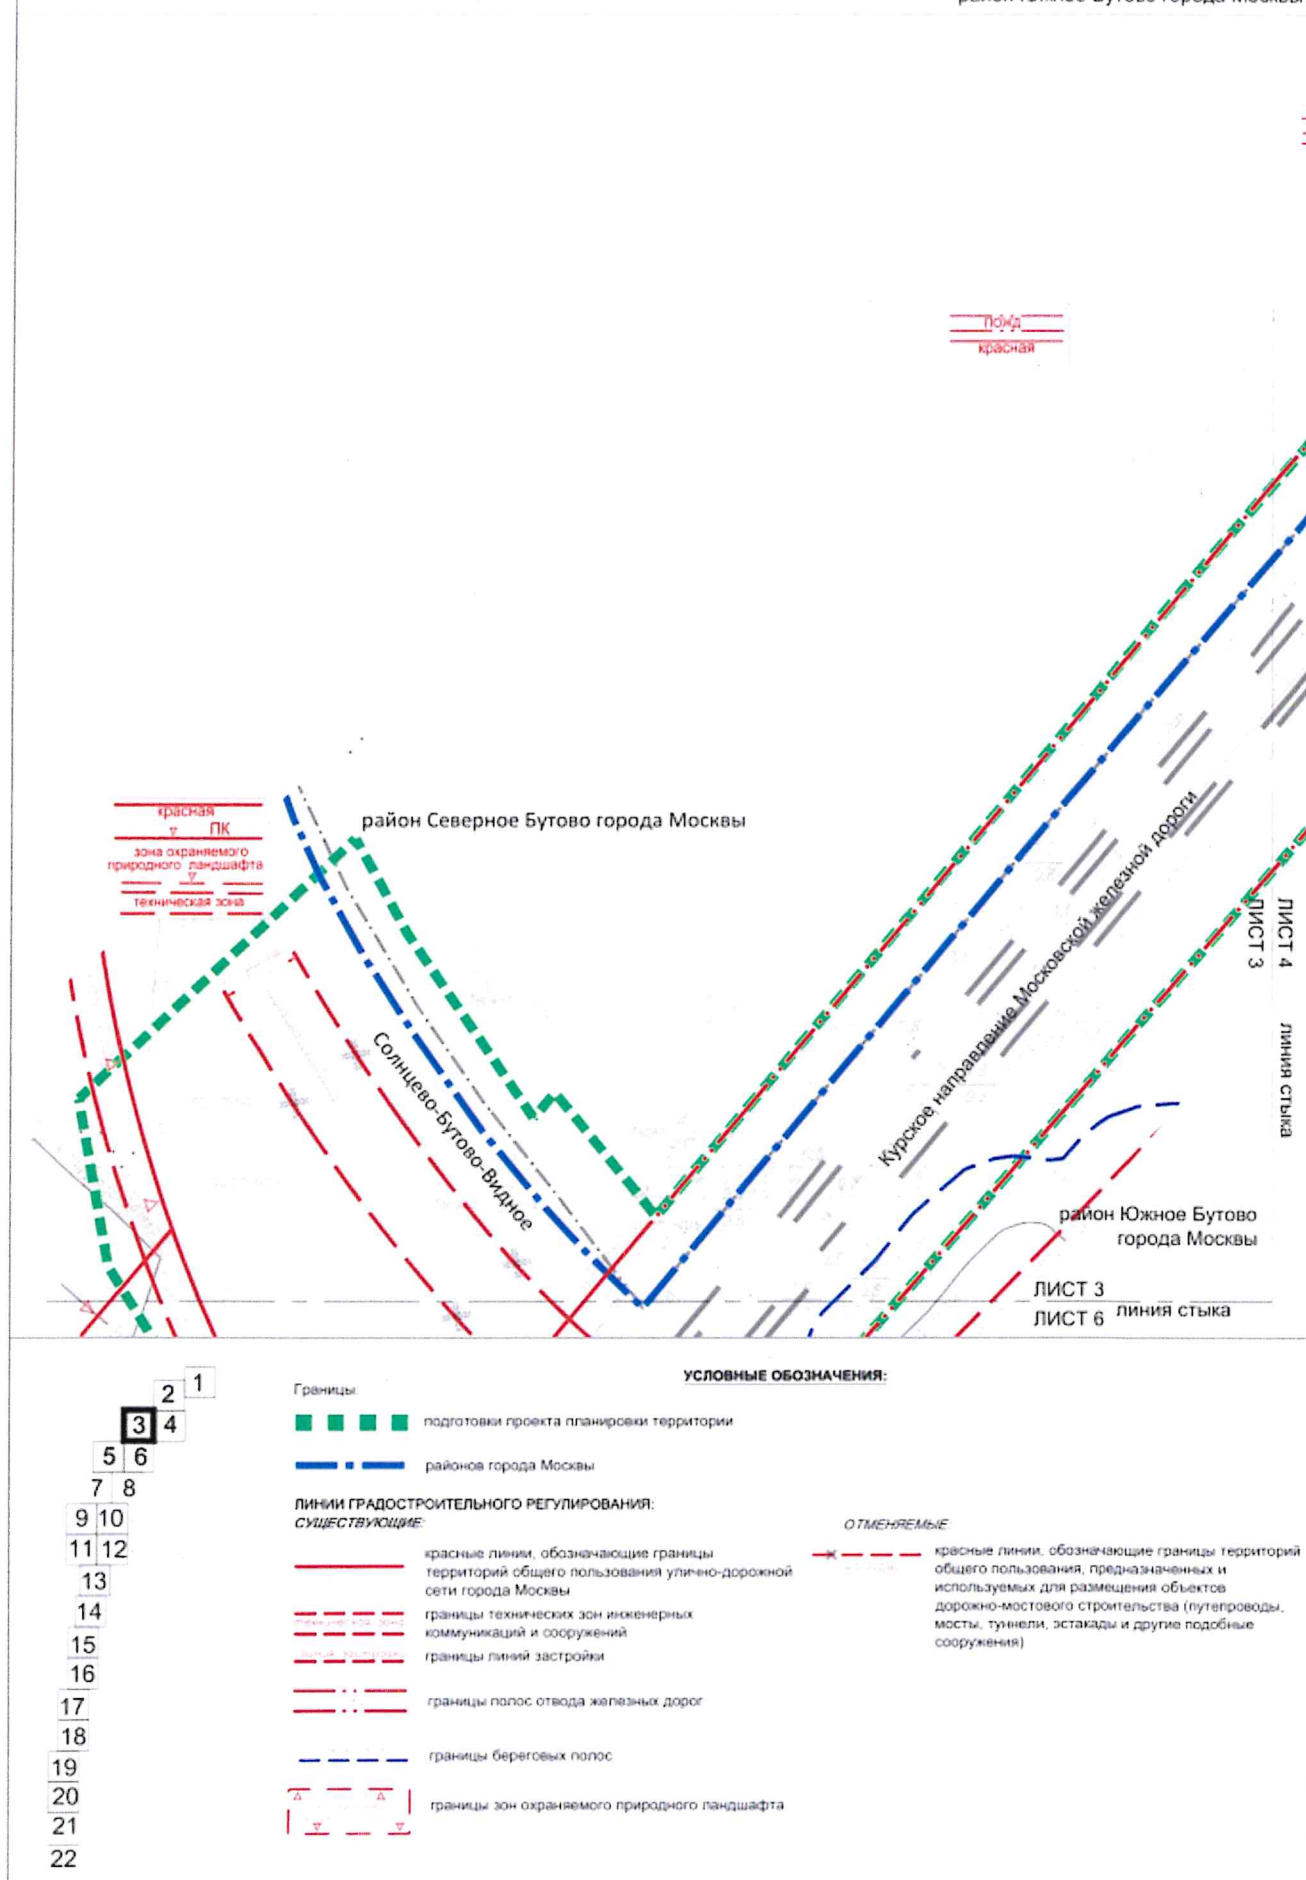 район Южное Бутово города Москвы
ПОЖД
красная
район Северное Бутово города Москвы
красная
ПК
зона охраняемого
природного ландшафта
техническая зона
Солнцево-Бутово-Видное
Курское направление Московской железной дороги
ЛИСТ 4
ЛИСТ 3
линия стыка
район Южное Бутово
города Москвы
ЛИСТ 3
ЛИСТ 6 линия стыка
УСЛОВНЫЕ ОБОЗНАЧЕНИЯ:
Границы:
подготовки проекта планировки территории
районов города Москвы
ЛИНИИ ГРАДОСТРОИТЕЛЬНОГО РЕГУЛИРОВАНИЯ:
СУЩЕСТВУЮЩИЕ:
красные линии, обозначающие границы
территорий общего пользования улично-дорожной
сети города Москвы
границы технических зон инженерных
коммуникаций и сооружений
границы линий застройки
границы полос отвода железных дорог
границы береговых полос
границы зон охраняемого природного ландшафта
ОТМЕНЯЕМЫЕ:
красные линии, обозначающие границы территорий
общего пользования, предназначенных и
используемых для размещения объектов
дорожно-мостового строительства (путепроводы,
мосты, туннели, эстакады и другие подобные
сооружения)
1
2
3 4
5 6
7 8
9 10
11 12
13
14
15
16
17
18
19
20
21
22